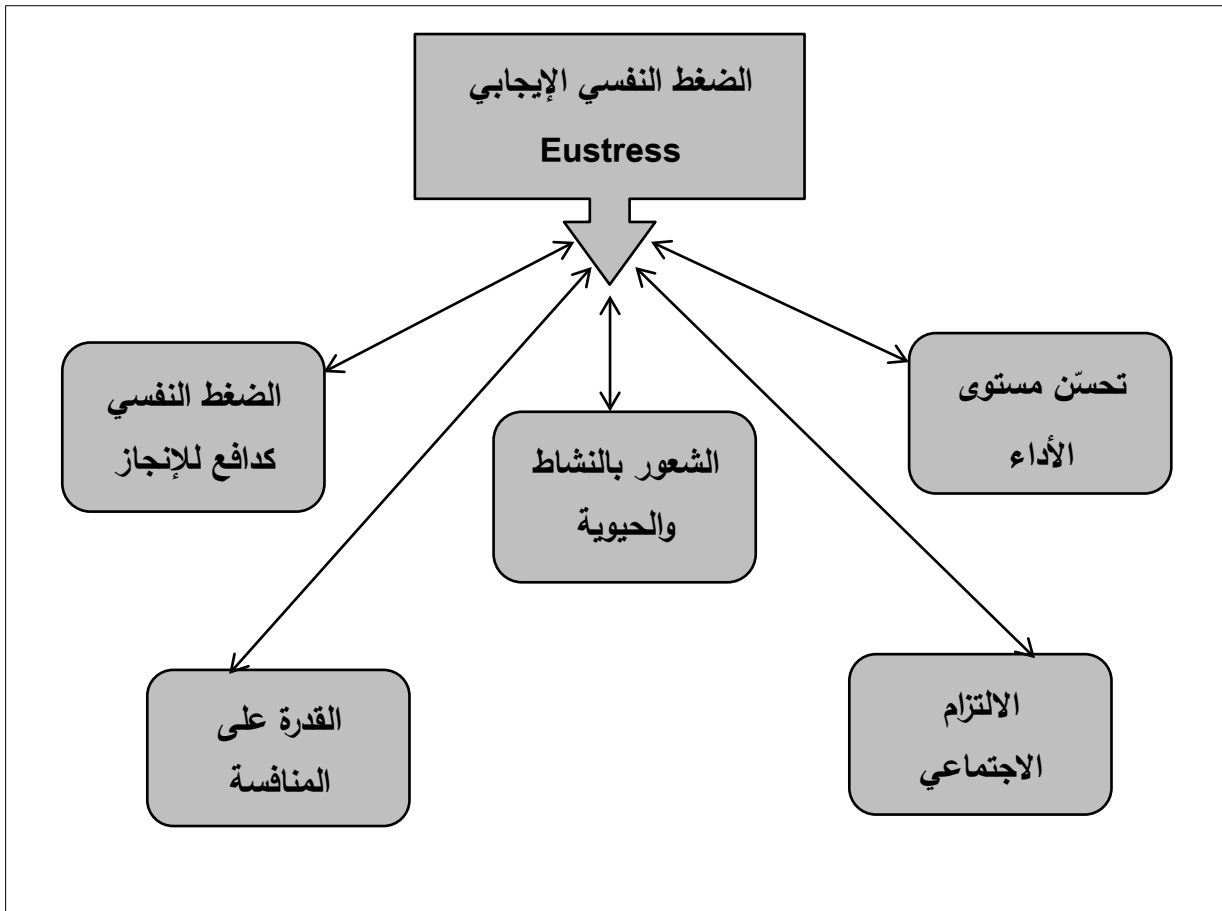 الضغط النفسي الإيجابي
Eustress
تحسّن مستوى
الأداء
الضغط النفسي
كدافع للإنجاز
الشعور بالنشاط
والحيوية
الالتزام
الاجتماعي
القدرة على
المنافسة